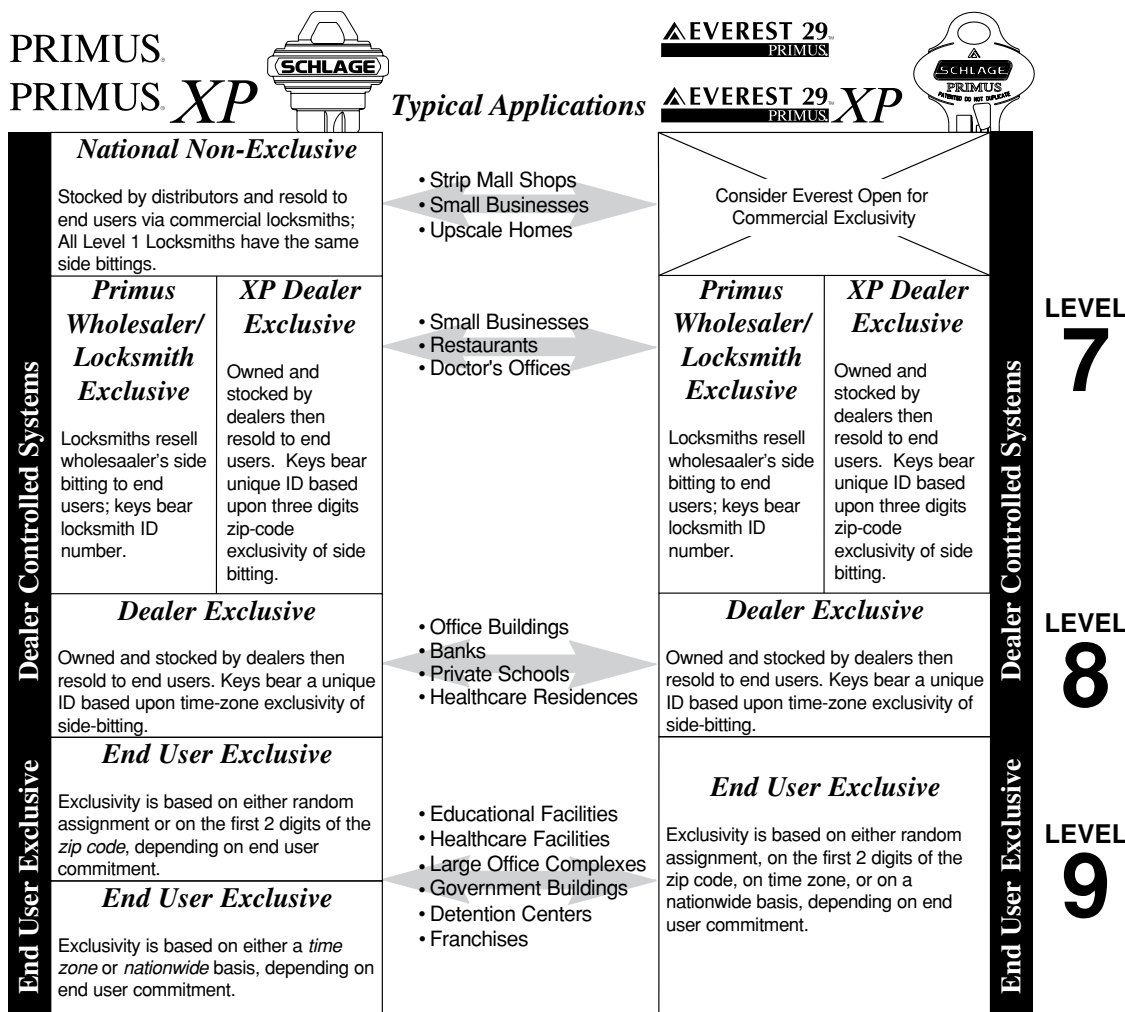 PRIMUS®
PRIMUS® XP
SCHLAGE
Typical Applications
EVEREST 29™
PRIMUS®
EVEREST 29™
PRIMUS® XP
SCHLAGE
PRIMUS
PATENTED DO NOT DUPLICATE
Dealer Controlled Systems
National Non-Exclusive
Stocked by distributors and resold to
end users via commercial locksmiths;
All Level 1 Locksmiths have the same
side bittings.
• Strip Mall Shops
• Small Businesses
• Upscale Homes
Consider Everest Open for
Commercial Exclusivity
Primus
Wholesaler/
Locksmith
Exclusive
Locksmiths resell
wholesaaler's side
bitting to end
users; keys bear
locksmith ID
number.
XP Dealer
Exclusive
Owned and
stocked by
dealers then
resold to end
users. Keys bear
unique ID based
upon three digits
zip-code
exclusivity of side
bitting.
• Small Businesses
• Restaurants
• Doctor's Offices
Primus
Wholesaler/
Locksmith
Exclusive
Locksmiths resell
wholesaaler's side
bitting to end
users; keys bear
locksmith ID
number.
XP Dealer
Exclusive
Owned and
stocked by
dealers then
resold to end
users. Keys bear
unique ID based
upon three digits
zip-code
exclusivity of side
bitting.
Dealer Controlled Systems
LEVEL
7
Dealer Exclusive
Owned and stocked by dealers then
resold to end users. Keys bear a unique
ID based upon time-zone exclusivity of
side-bitting.
• Office Buildings
• Banks
• Private Schools
• Healthcare Residences
Dealer Exclusive
Owned and stocked by dealers then
resold to end users. Keys bear a unique
ID based upon time-zone exclusivity of
side-bitting.
LEVEL
8
End User Exclusive
End User Exclusive
Exclusivity is based on either random
assignment or on the first 2 digits of the
zip code, depending on end user
commitment.
End User Exclusive
Exclusivity is based on either a time
zone or nationwide basis, depending on
end user commitment.
• Educational Facilities
• Healthcare Facilities
• Large Office Complexes
• Government Buildings
• Detention Centers
• Franchises
End User Exclusive
Exclusivity is based on either random
assignment, on the first 2 digits of the
zip code, on time zone, or on a
nationwide basis, depending on end
user commitment.
End User Exclusive
LEVEL
9